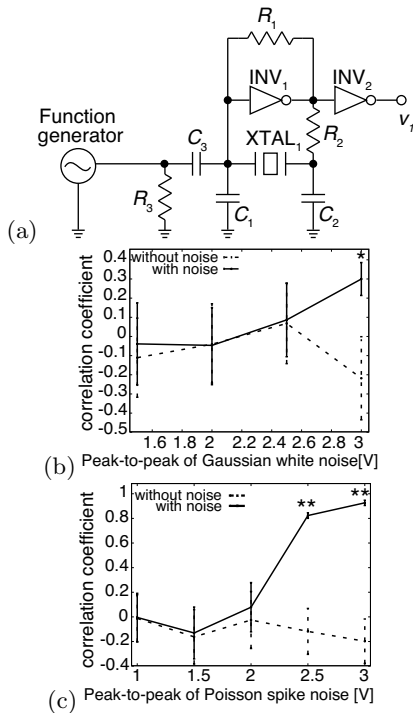 R1
INV1
INV2
Function
generator
C3
XTAL1
R2
v1
R3
C1
C2
(a)
without noise
with noise
*
correlation coefficient
0.4
0.3
0.2
0.1
0
-0.1
-0.2
-0.3
-0.4
-0.5
1.6 1.8 2 2.2 2.4 2.6 2.8 3
(b) Peak-to-peak of Gaussian white noise[V]
without noise
with noise
** **
correlation coefficient
1
0.8
0.6
0.4
0.2
0
-0.2
-0.4
1 1.5 2 2.5 3
(c) Peak-to-peak of Poisson spike noise [V]